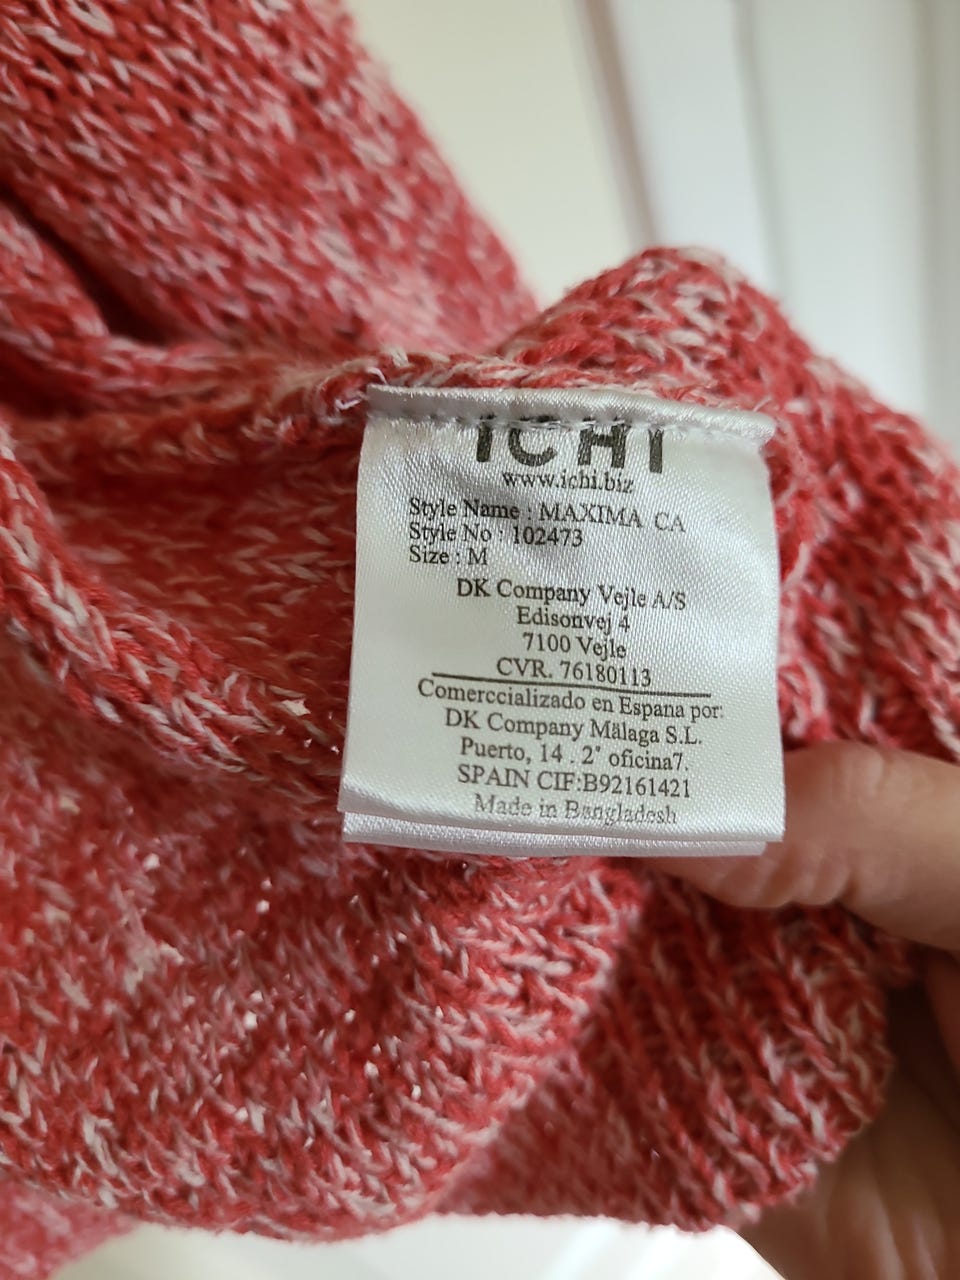 ICHI
www.ichi.biz
Style Name : MAXIMA CA
Style No : 102473
Size : M
DK Company Vejle A/S
Edisonvej 4
7100 Vejle
CVR. 76180113
Comerccializado en Espana por:
DK Company Mälaga S.L.
Puerto, 14 . 2° oficina7.
SPAIN CIF:B92161421
Made in Bangladesh